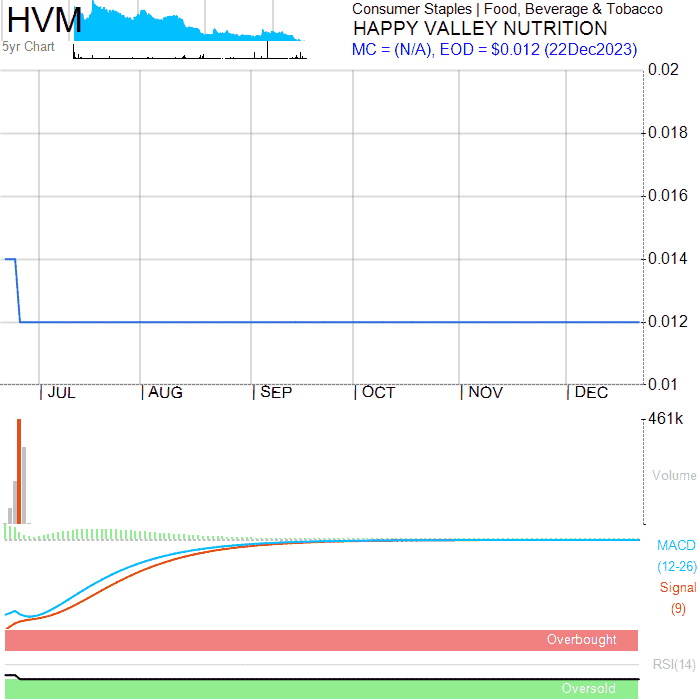 HVM
5yr Chart
Consumer Staples | Food, Beverage & Tobacco
HAPPY VALLEY NUTRITION
MC = (N/A), EOD = $0.012 (22Dec2023)
0.02
0.018
0.016
0.014
0.012
0.01
JUL AUG SEP OCT NOV DEC
461k
Volume
MACD
(12-26)
Signal
(9)
Overbought
RSI(14)
Oversold